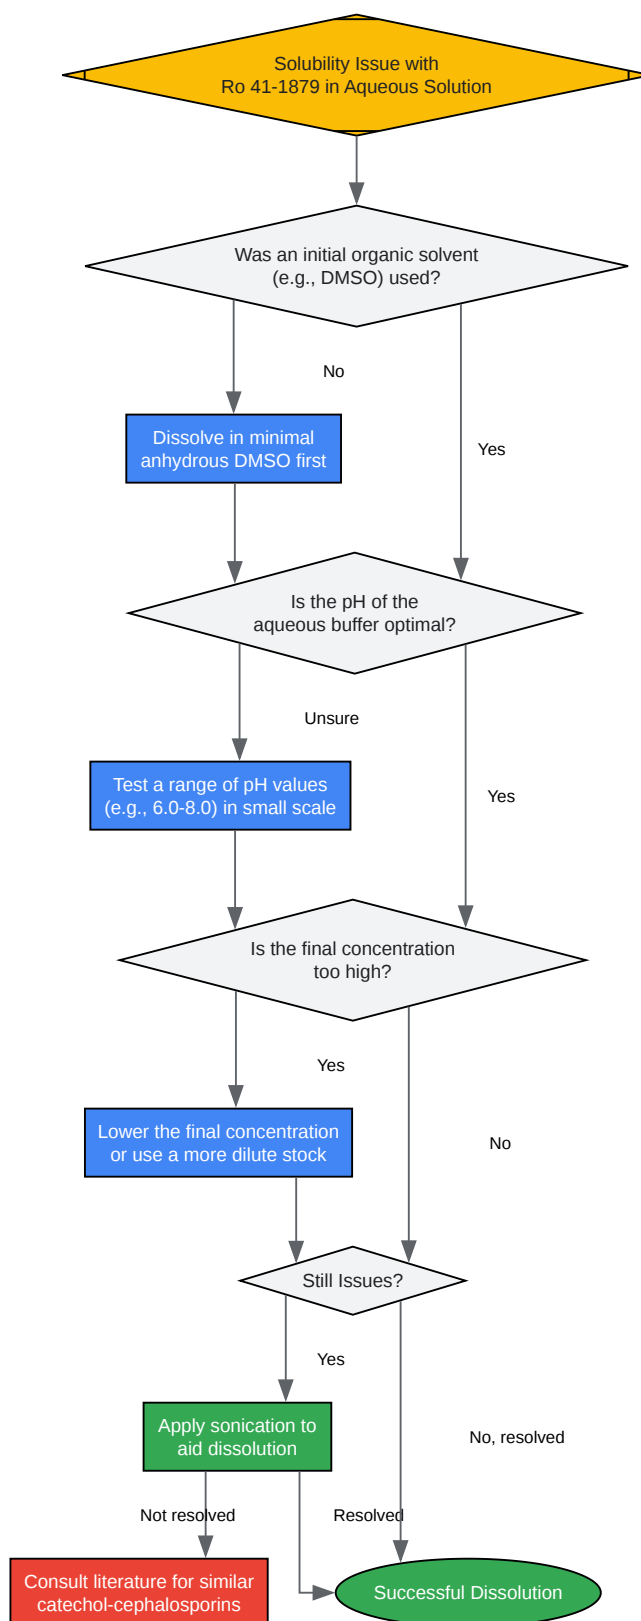 Solubility Issue with
Ro 41-1879 in Aqueous Solution
Was an initial organic solvent
(e.g., DMSO) used?
No
Dissolve in minimal
anhydrous DMSO first
Yes
Is the pH of the
aqueous buffer optimal?
Unsure
Test a range of pH values
(e.g., 6.0-8.0) in small scale
Yes
Is the final concentration
too high?
Yes
Lower the final concentration
or use a more dilute stock
No
Still Issues?
Yes
Apply sonication to
aid dissolution
No, resolved
Not resolved
Resolved
Consult literature for similar
catechol-cephalosporins
Successful Dissolution